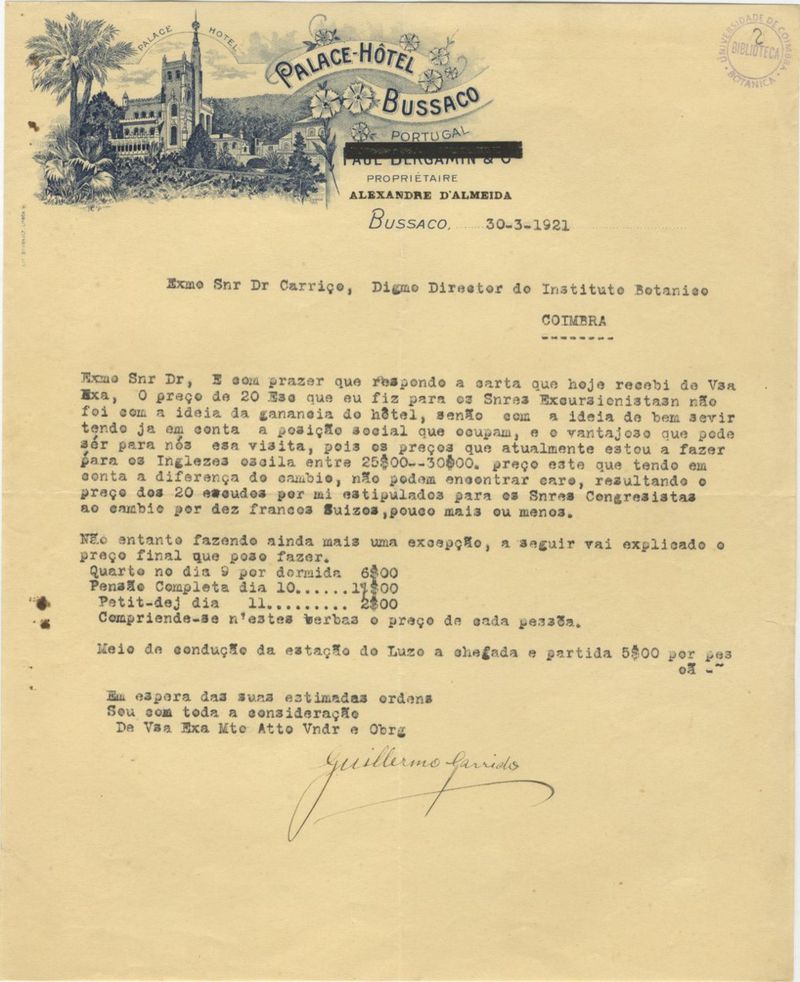 PALACE HOTEL
PALACE-HÔTEL
BUSSACO
PORTUGAL
PAUL BERGAMIN & Cº
PROPRIÉTAIRE
ALEXANDRE D'ALMEIDA
BUSSACO, 30-3-1921
UNIVERSIDADE DE COIMBRA
2
BIBLIOTECA
BOTANICA
Exmo Snr Dr Carriço, Digmo Director do Instituto Botanico
COIMBRA
--------
Exmo Snr Dr, E com prazer que respondo a carta que hoje recebi de Vsa
Exa, O preço de 20 Esc que eu fiz para os Snres Excursionistasn não
foi com a ideia da ganancia do hôtel, senão com a ideia de bem sevir
tendo ja em conta a posição social que ocupam, e o vantajoso que pode
sér para nós esa visita, pois os preços que atualmente estou a fazer
para os Inglezes oscila entre 25$00--30$00. preço este que tendo em
conta a diferença do cambio, não podem encontrar caro, resultando o
preço dos 20 escudos por mi estipulados para os Snres Congresistas
ao cambio por dez francos Suizos,pouco mais ou menos.
Não entanto fazendo ainda mais uma excepção, a seguir vai explicado o
preço final que poso fazer.
Quarto no dia 9 por dormida 6$00
Pensão Completa dia 10......1$00
Petit-dej dia 11......... 2$00
Compriende-se n'estes verbas o preço de cada pessõa.
Meio de condução da estação do Luzo a chegada e partida 5$00 por pes
oã -~
Em espera das suas estimadas ordens
Sou com toda a consideração
De Vsa Exa Mto Atto Vndr e Obrg
Guillermo Garrido